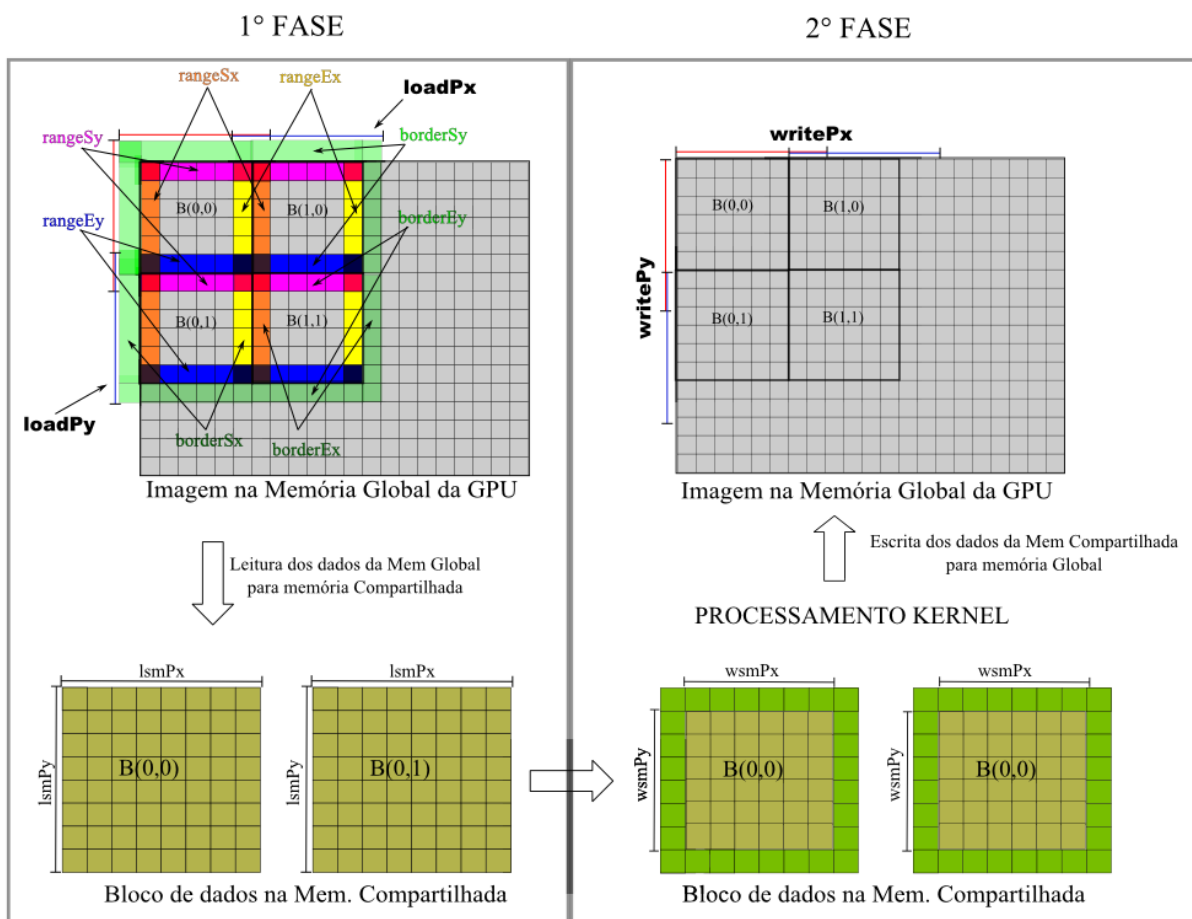 1° FASE
2° FASE
rangeSx
rangeEx
loadPx
rangeSy
borderSy
B(0,0)
B(1,0)
rangeEy
borderEy
B(0,1)
B(1,1)
loadPy
borderSx
borderEx
Imagem na Memória Global da GPU
Leitura dos dados da Mem Global
para memória Compartilhada
lsmPx
lsmPx
lsmPy
B(0,0)
lsmPy
B(0,1)
Bloco de dados na Mem. Compartilhada
writePx
B(0,0)
B(1,0)
writePy
B(0,1)
B(1,1)
Imagem na Memória Global da GPU
Escrita dos dados da Mem Compartilhada
para memória Global
PROCESSAMENTO KERNEL
wsmPx
wsmPx
wsmPy
B(0,0)
wsmPy
B(0,0)
Bloco de dados na Mem. Compartilhada